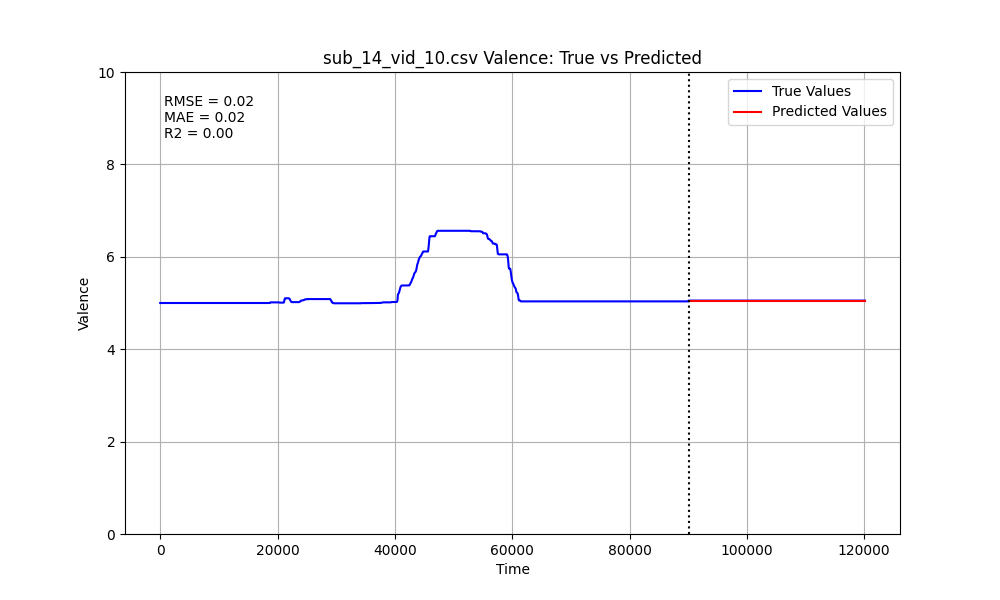 sub_14_vid_10.csv Valence: True vs Predicted
10
8
6
4
2
0
Valence
RMSE = 0.02
MAE = 0.02
R2 = 0.00
True Values
Predicted Values
0 20000 40000 60000 80000 100000 120000
Time